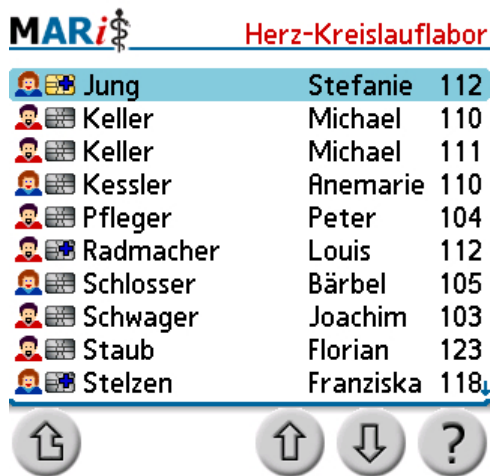 MARi Herz-Kreislauflabor
Jung Stefanie 112
Keller Michael 110
Keller Michael 111
Kessler Anemarie 110
Pfleger Peter 104
Radmacher Louis 112
Schlosser Bärbel 105
Schwager Joachim 103
Staub Florian 123
Stelzen Franziska 118
?